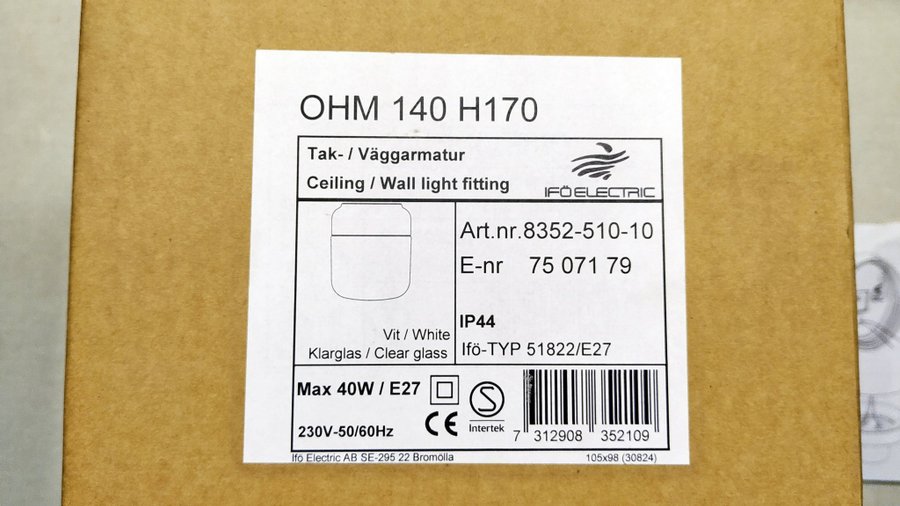 OHM 140 H170
Tak- / Väggarmatur
Ceiling / Wall light fitting
IFÖ ELECTRIC
Art.nr.8352-510-10
E-nr 75 071 79
Vit / White
Klarglas / Clear glass
IP44
Ifö-TYP 51822/E27
Max 40W / E27
230V-50/60Hz
CE
S
Intertek
7 312908 352109
Ifö Electric AB SE-295 22 Bromölla
105x98 (30824)